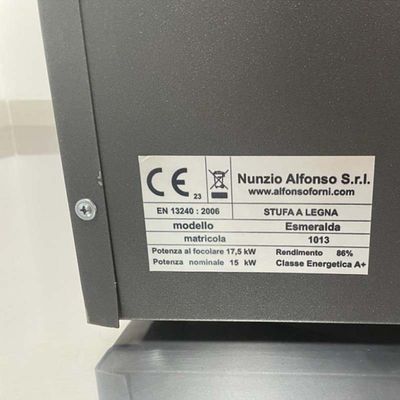 CE 23
Nunzio Alfonso S.r.l.
www.alfonsoforni.com
EN 13240 : 2006 STUFA A LEGNA
modello Esmeralda
matricola 1013
Potenza al focolare 17,5 kW Rendimento 86%
Potenza nominale 15 kW Classe Energetica A+